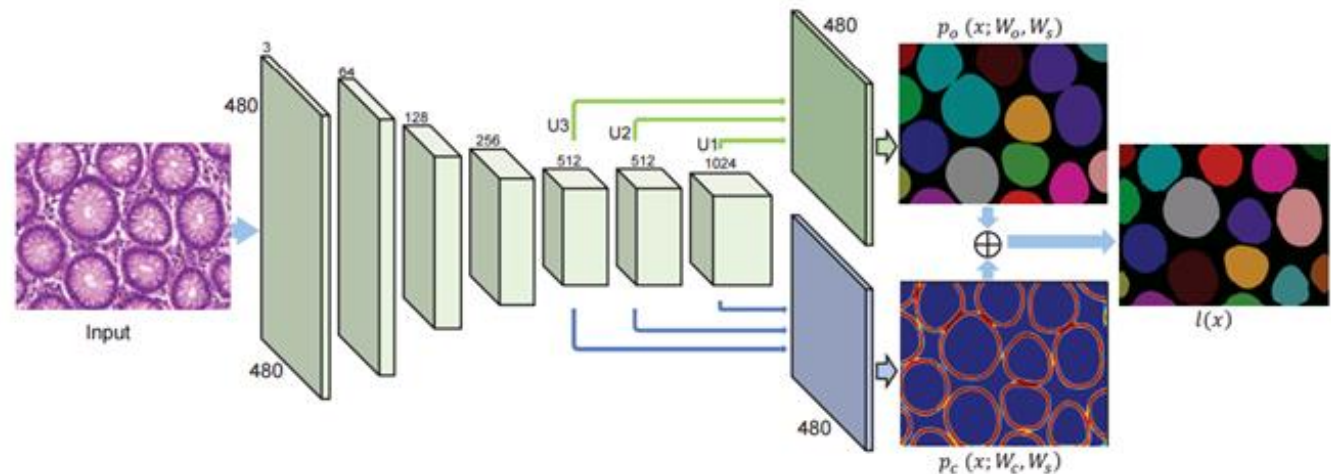 3
480
64
128
256
512
512
1024
U3
U2
U1
480
p_o (x; W_o, W_s)
Input
480
480
p_c (x; W_c, W_s)
l(x)